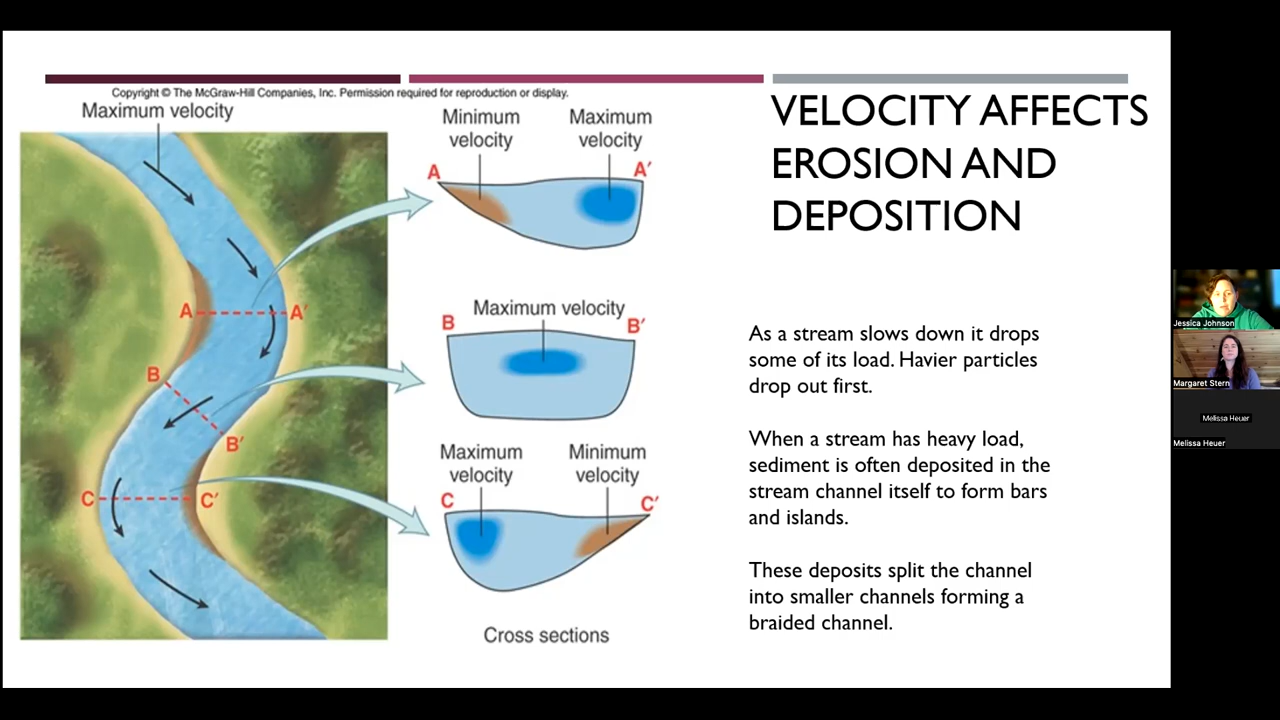 Copyright © The McGraw-Hill Companies, Inc. Permission required for reproduction or display.
Maximum velocity
A
A′
B
B′
C
C′
Minimum
velocity
Maximum
velocity
A
A′
Maximum velocity
B
B′
Maximum
velocity
Minimum
velocity
C
C′
Cross sections
VELOCITY AFFECTS
EROSION AND
DEPOSITION
As a stream slows down it drops
some of its load. Havier particles
drop out first.
When a stream has heavy load,
sediment is often deposited in the
stream channel itself to form bars
and islands.
These deposits split the channel
into smaller channels forming a
braided channel.
Jessica Johnson
Margaret Stern
Melissa Heuer
Melissa Heuer